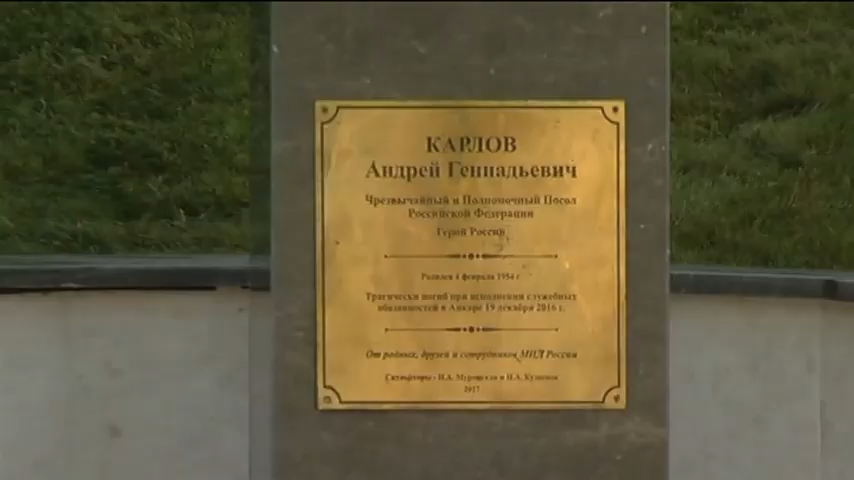 КАРЛОВ
Андрей Геннадьевич
Чрезвычайный и Полномочный Посол
Российской Федерации
Герой России
Родился 4 февраля 1954 г.
Трагически погиб при исполнении служебных
обязанностей в Анкаре 19 декабря 2016 г.
От родных, друзей и сотрудников МИД России
Скульпторы - И.А. и И.А.
2017